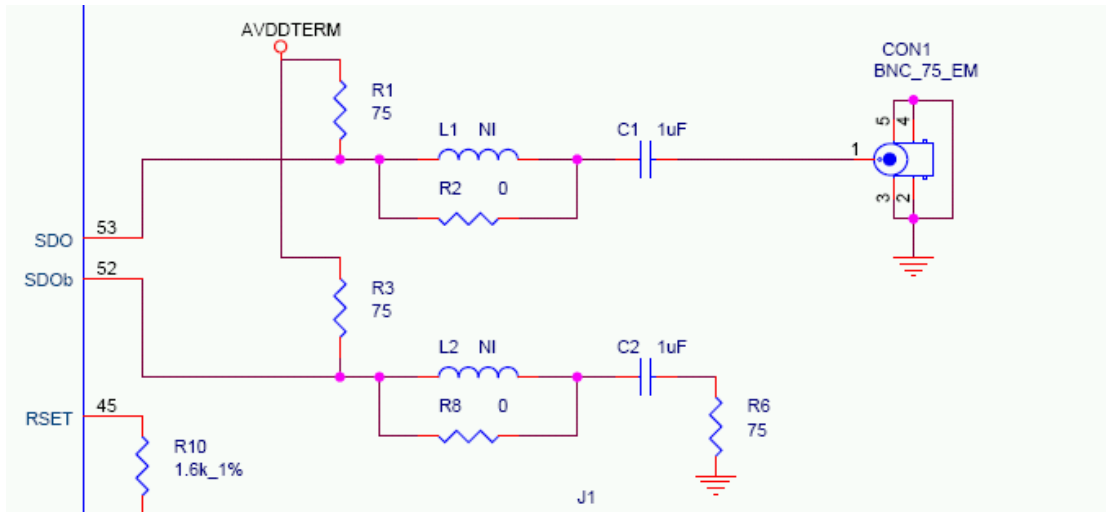 AVDDTERM
CON1
BNC_75_EM
R1
75
L1 NI
C1 1uF
5
4
1
R2 0
3
2
53
SDO
52
SDOb
R3
75
L2 NI
C2 1uF
R8 0
R6
75
45
RSET
R10
1.6k_1%
J1